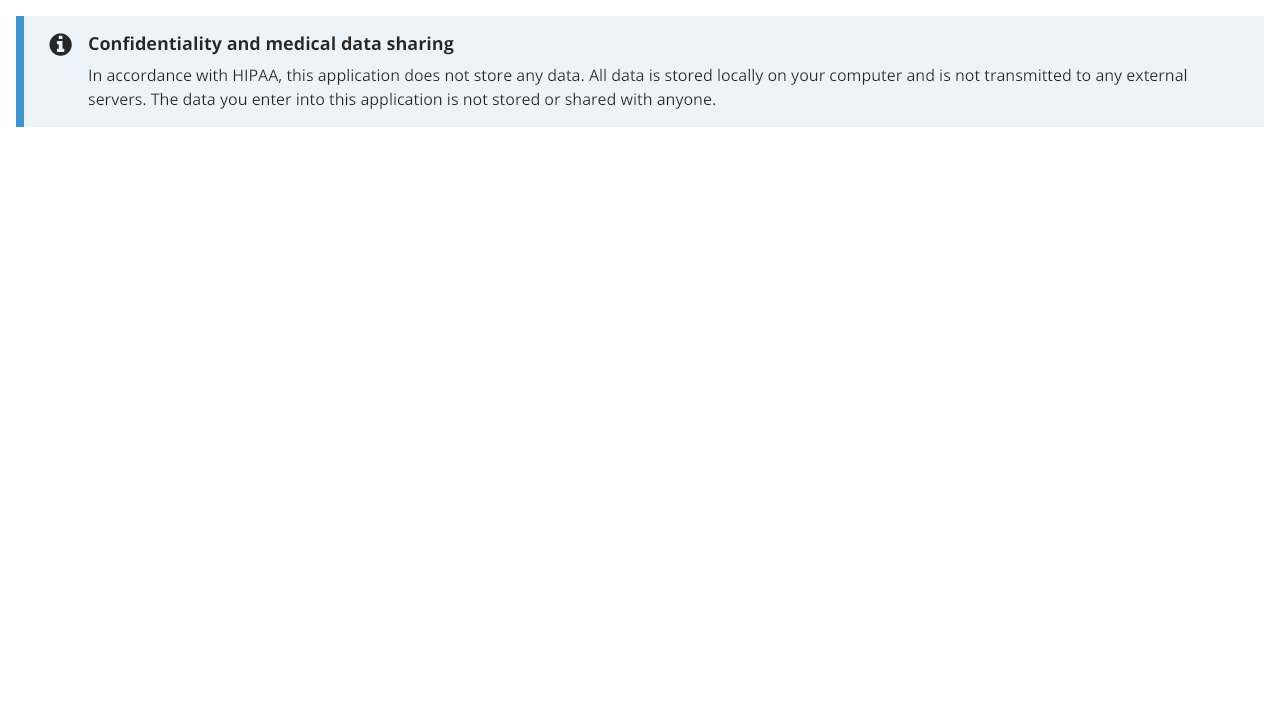 Confidentiality and medical data sharing
In accordance with HIPAA, this application does not store any data. All data is stored locally on your computer and is not transmitted to any external
servers. The data you enter into this application is not stored or shared with anyone.